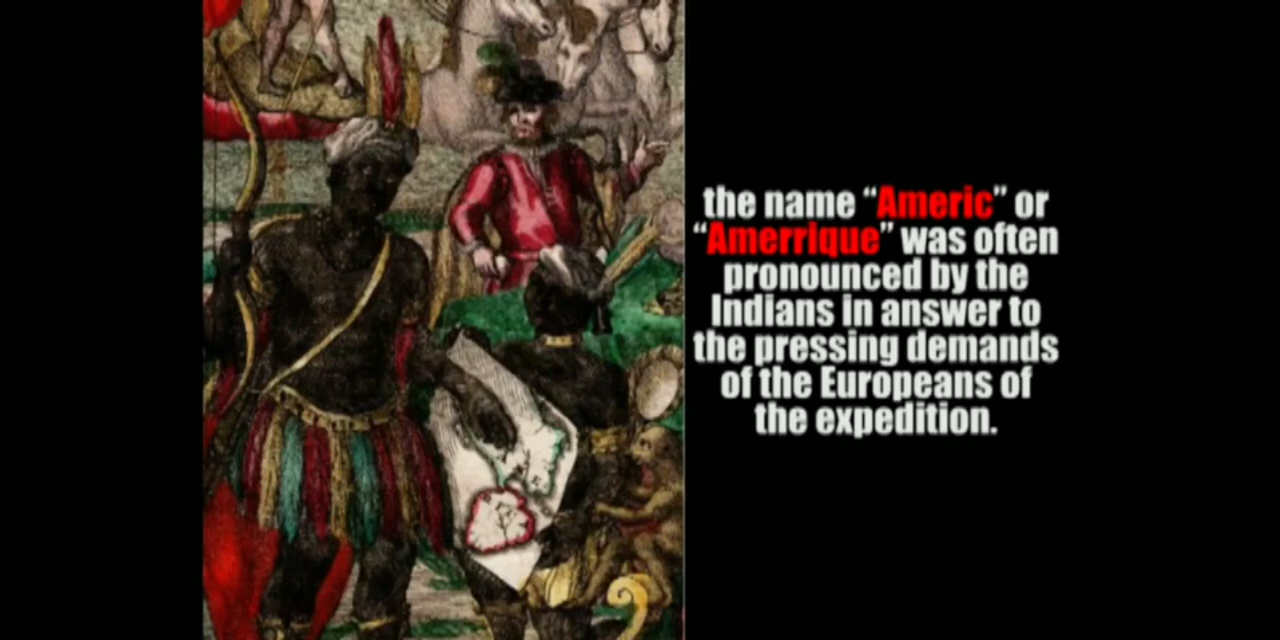 the name “Americ” or
“Amerrique” was often
pronounced by the
Indians in answer to
the pressing demands
of the Europeans of
the expedition.